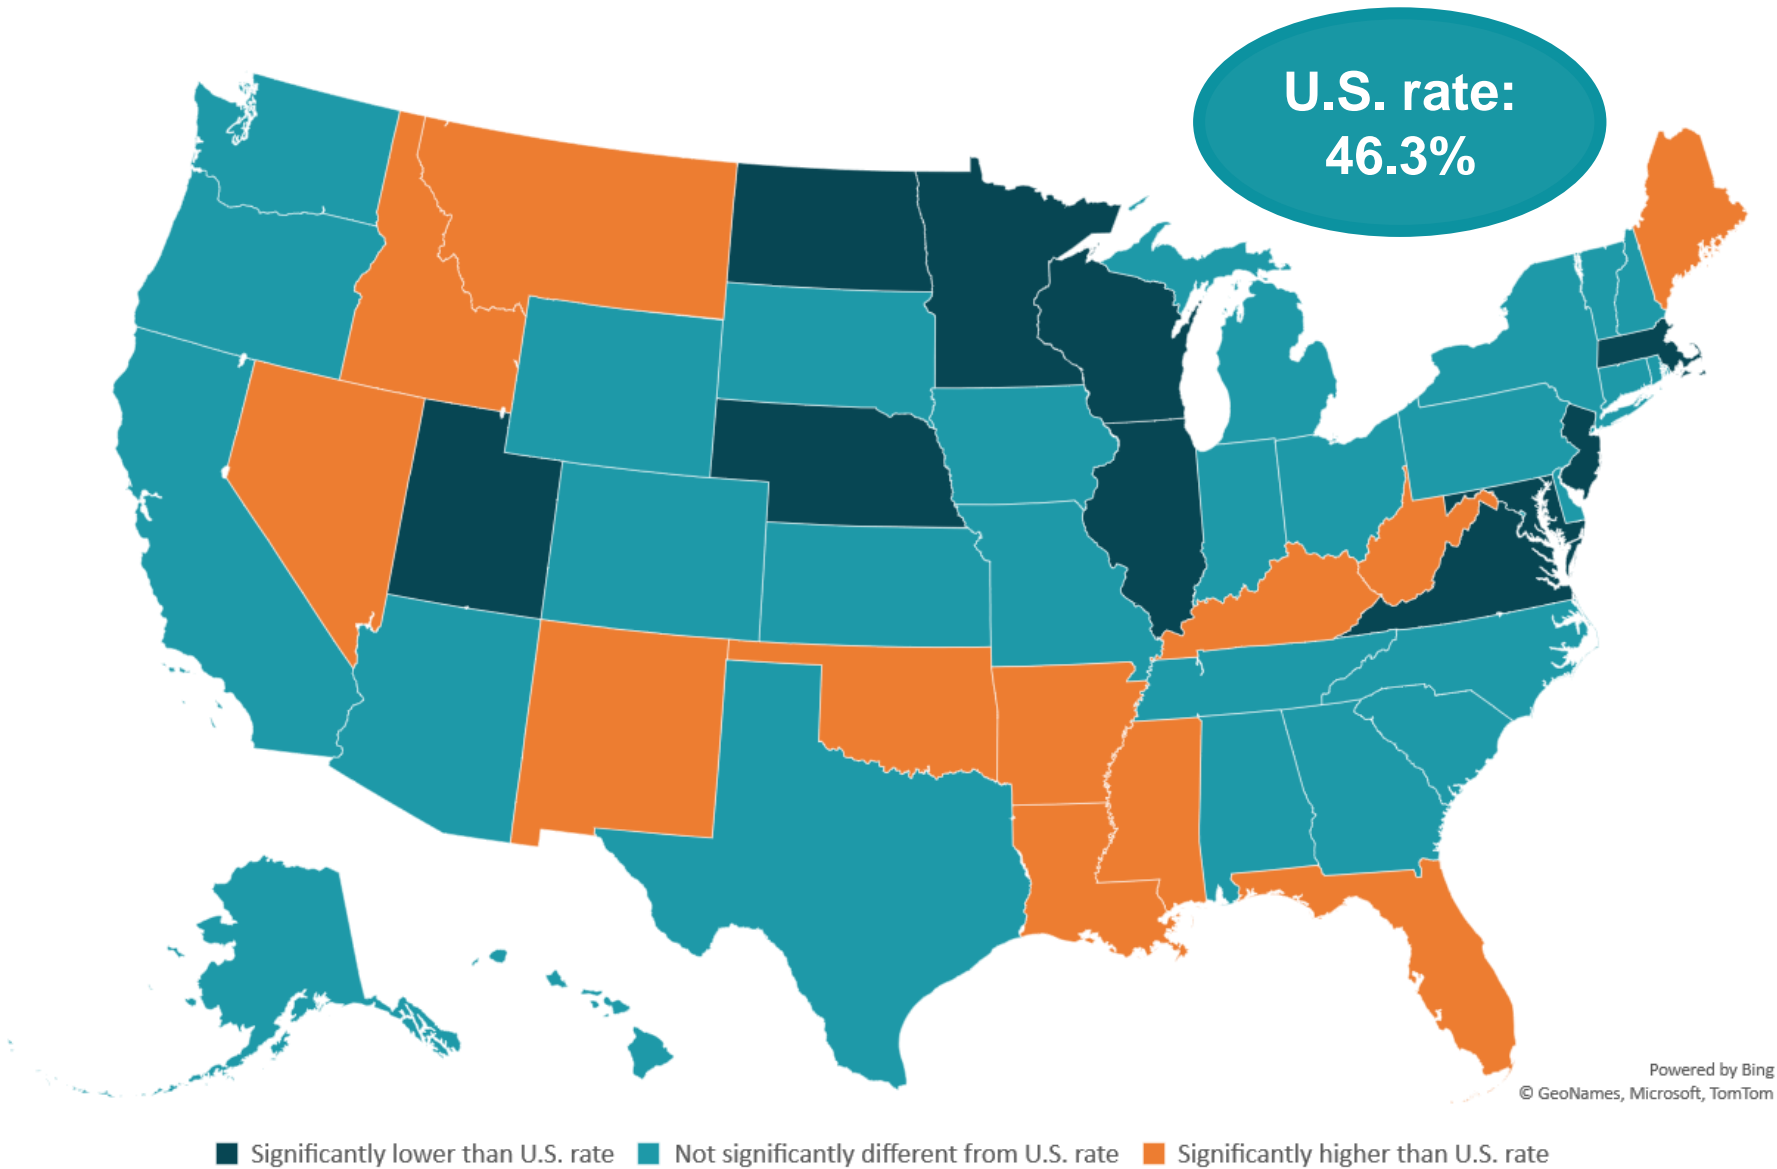 U.S. rate:
46.3%
Powered by Bing
© GeoNames, Microsoft, TomTom
Significantly lower than U.S. rate
Not significantly different from U.S. rate
Significantly higher than U.S. rate